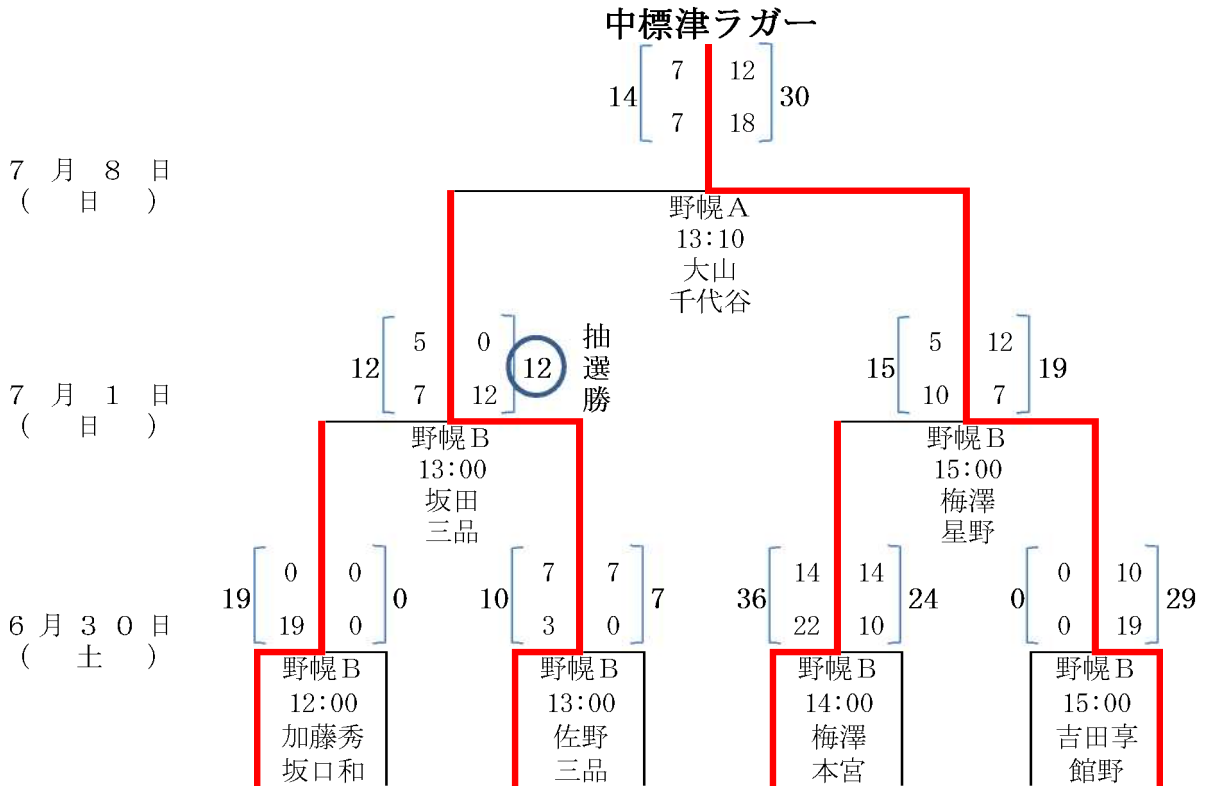 中標津ラガー
7 12
14 30
7 18
７月８日
(日)
野幌Ａ
13:10
大山
千代谷
5 0
12 12
7 12
抽選勝
5 12
15 19
10 7
７月１日
(日)
野幌Ｂ
13:00
坂田
三品
野幌Ｂ
15:00
梅澤
星野
0 0
19 0
19 0
7 7
10 7
3 0
14 14
36 24
22 10
0 10
0 29
0 19
６月３０日
(土)
野幌Ｂ
12:00
加藤秀
坂口和
野幌Ｂ
13:00
佐野
三品
野幌Ｂ
14:00
梅澤
本宮
野幌Ｂ
15:00
吉田享
館野